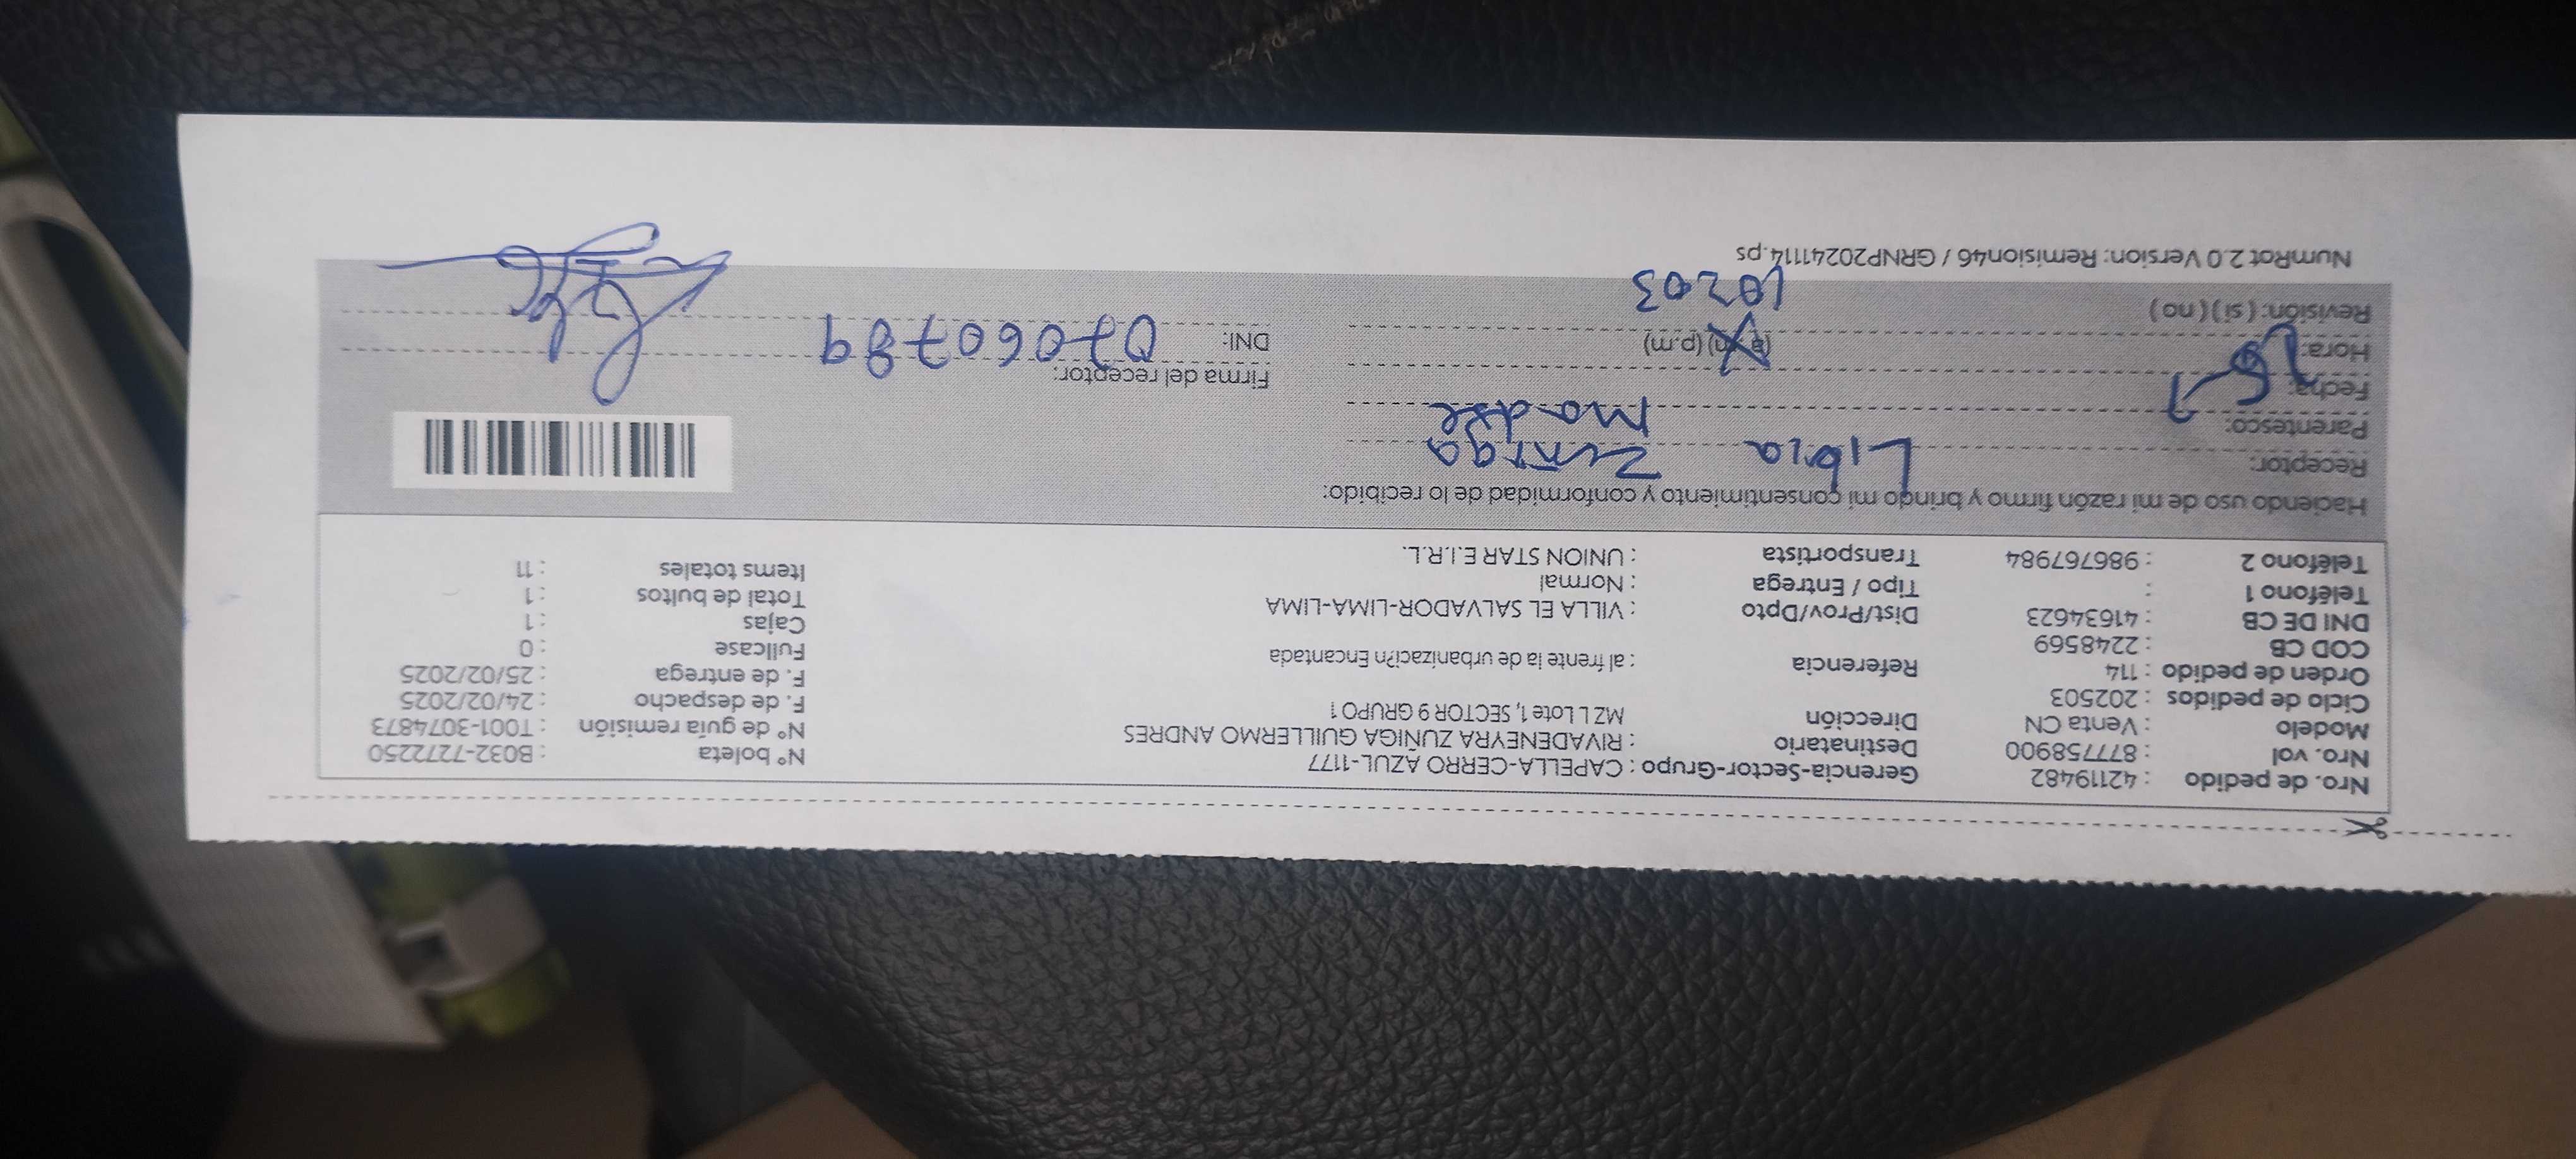 Nro. de pedido : 42119482
Nro. vol : 877758900
Modelo : Venta CN
Ciclo de pedidos : 202503
Orden de pedido : 114
COD CB : 2248569
DNI DE CB : 41634623
Teléfono 1 :
Teléfono 2 : 986767984
Gerencia-Sector-Grupo : CAPELLA-CERRO AZUL-1177
Destinatario : RIVADENEYRA ZUÑIGA GUILLERMO ANDRES
Dirección MZ L Lote 1, SECTOR 9 GRUPO 1
Referencia : al frente la de urbanizaci?n Encantada
Dist/Prov/Dpto : VILLA EL SALVADOR-LIMA-LIMA
Tipo / Entrega : Normal
Transportista : UNION STAR E.I.R.L.
N° boleta : B032-7272250
N° de guía remisión : T001-3074873
F. de despacho : 24/02/2025
F. de entrega : 25/02/2025
Fullcase : 0
Cajas : 1
Total de bultos : 1
Items totales : 11
Haciendo uso de mi razón firmo y brindo mi consentimiento y conformidad de lo recibido:
Receptor: Libia Zuñiga
Parentesco: Madre
Fecha:
Hora: (a.m) (p.m)
Revisión: ( si ) ( no )
10203
Firma del receptor:
DNI: 07060789
NumRot 2.0 Version: Remision46 / GRNP20241114.ps